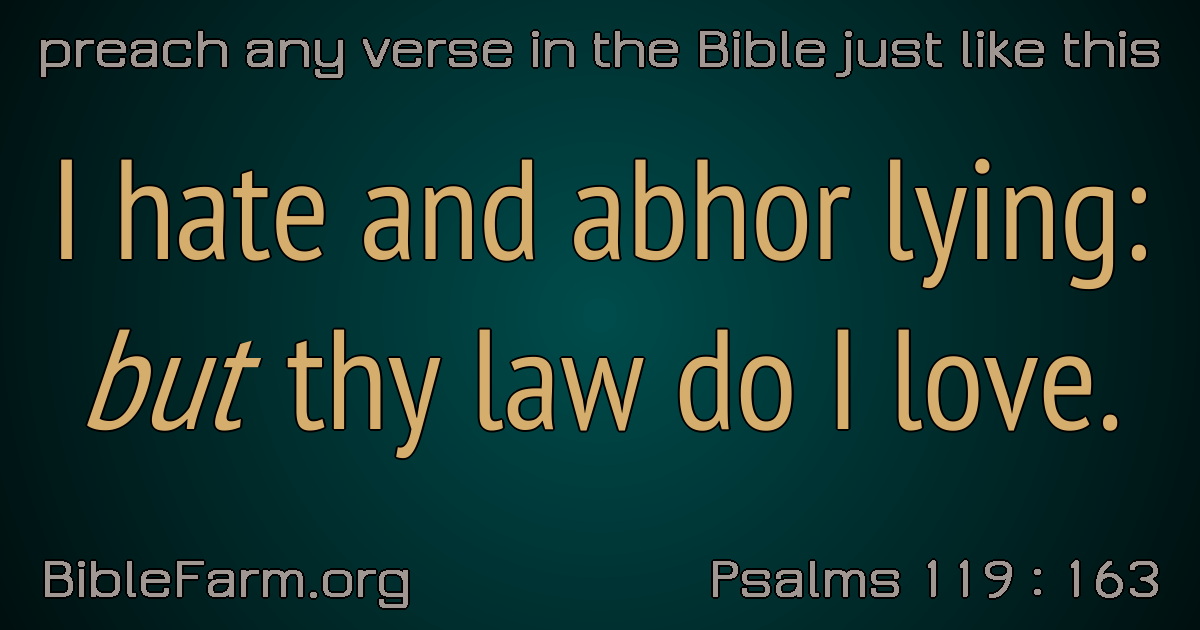 preach any verse in the Bible just like this
I hate and abhor lying:
but thy law do I love.
BibleFarm.org
Psalms 119 : 163